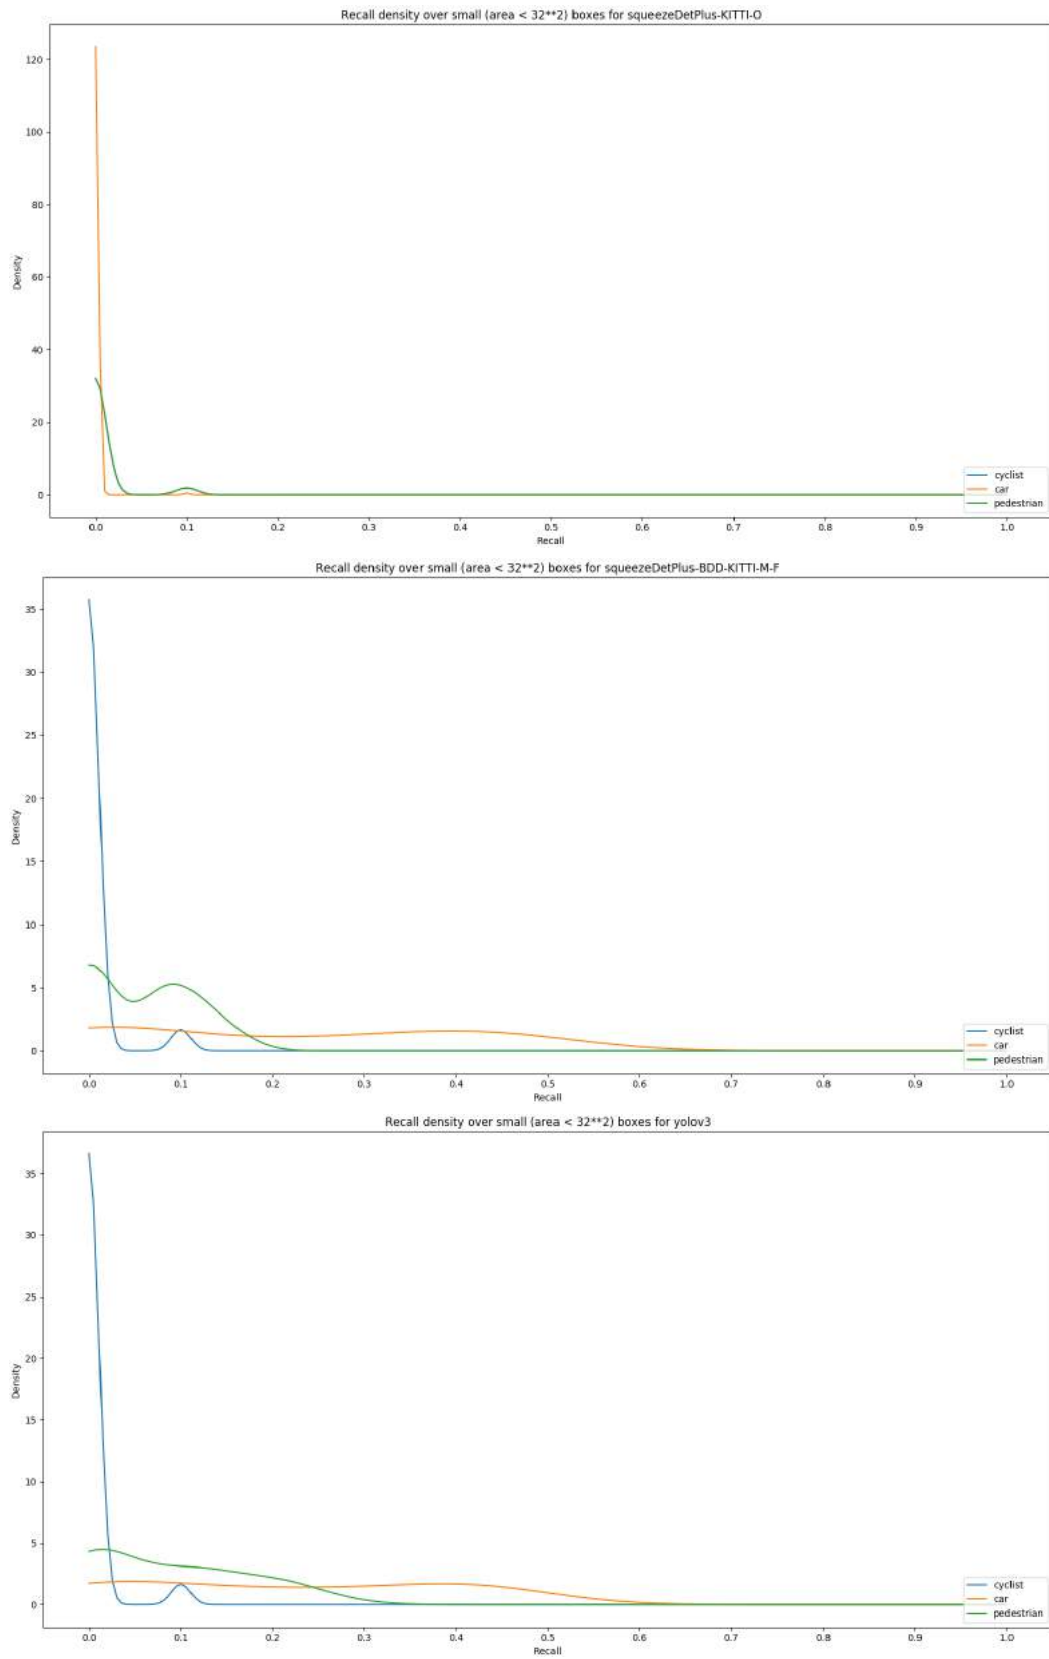 Recall density over small (area < 32**2) boxes for squeezeDetPlus-KITTI-O
120
100
80
60
40
20
0
Density
0.0 0.1 0.2 0.3 0.4 0.5 0.6 0.7 0.8 0.9 1.0
Recall
cyclist
car
pedestrian
Recall density over small (area < 32**2) boxes for squeezeDetPlus-BDD-KITTI-M-F
35
30
25
20
15
10
5
0
Density
0.0 0.1 0.2 0.3 0.4 0.5 0.6 0.7 0.8 0.9 1.0
Recall
cyclist
car
pedestrian
Recall density over small (area < 32**2) boxes for yolov3
35
30
25
20
15
10
5
0
Density
0.0 0.1 0.2 0.3 0.4 0.5 0.6 0.7 0.8 0.9 1.0
Recall
cyclist
car
pedestrian